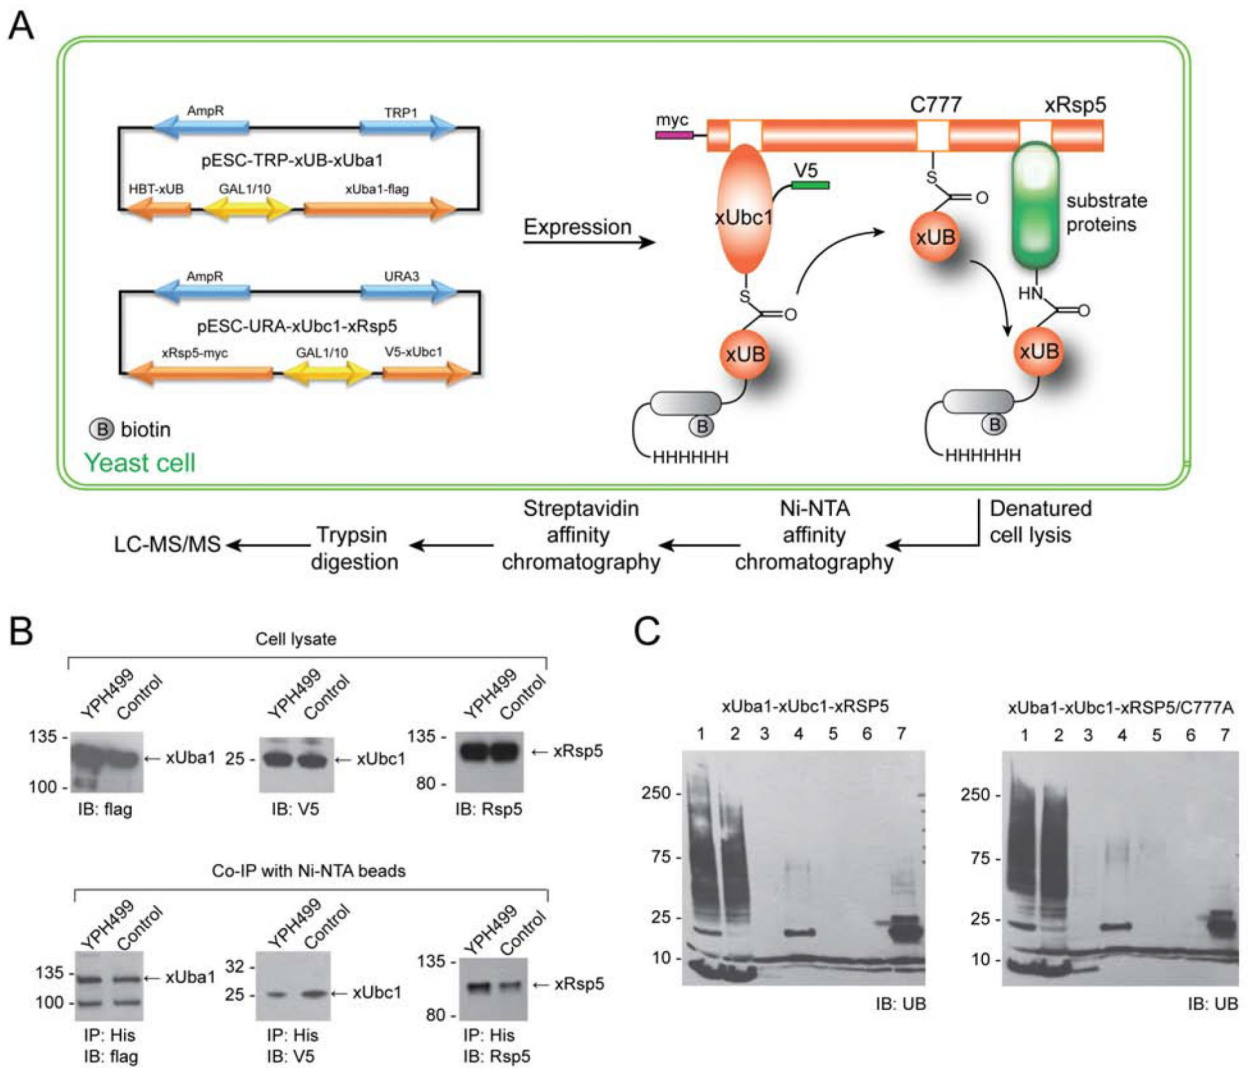 A
AmpR
TRP1
pESC-TRP-xUB-xUba1
HBT-xUB
GAL1/10
xUba1-flag
AmpR
URA3
pESC-URA-xUbc1-xRsp5
xRsp5-myc
GAL1/10
V5-xUbc1
B biotin
Yeast cell
Expression
myc
C777
xRsp5
V5
xUbc1
S
O
xUB
B
HHHHHH
S
O
xUB
substrate
proteins
HN
O
xUB
B
HHHHHH
Denatured
cell lysis
Ni-NTA
affinity
chromatography
Streptavidin
affinity
chromatography
Trypsin
digestion
LC-MS/MS
B
Cell lysate
YPH499
Control
135 -
100 -
← xUba1
IB: flag
YPH499
Control
25 -
← xUbc1
IB: V5
YPH499
Control
135 -
80 -
← xRsp5
IB: Rsp5
Co-IP with Ni-NTA beads
YPH499
Control
135 -
100 -
← xUba1
IP: His
IB: flag
YPH499
Control
32 -
25 -
← xUbc1
IP: His
IB: V5
YPH499
Control
135 -
80 -
← xRsp5
IP: His
IB: Rsp5
C
xUba1-xUbc1-xRSP5
1 2 3 4 5 6 7
250 -
75 -
25 -
10 -
IB: UB
xUba1-xUbc1-xRSP5/C777A
1 2 3 4 5 6 7
250 -
75 -
25 -
10 -
IB: UB